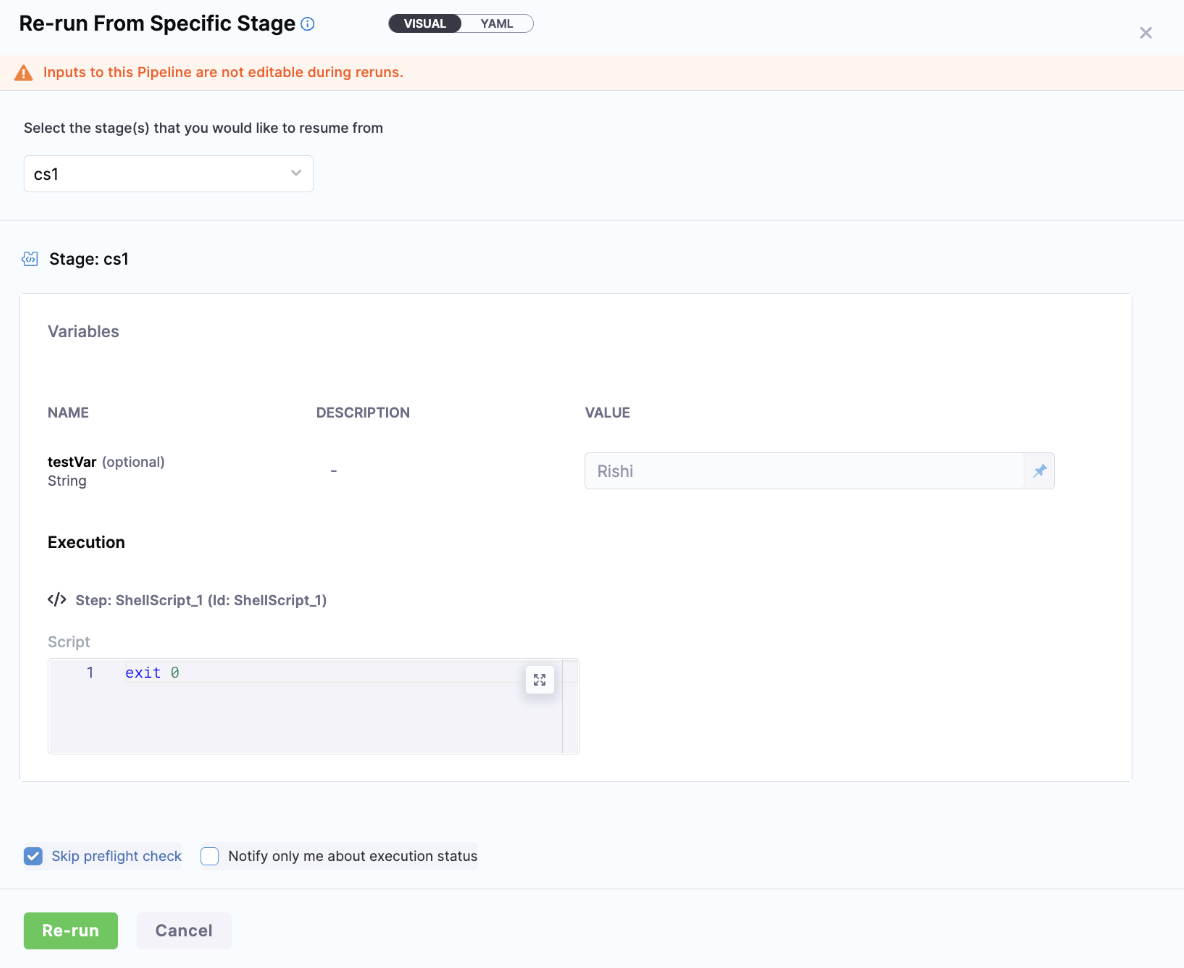 Re-run From Specific Stage
VISUAL YAML
Inputs to this Pipeline are not editable during reruns.
Select the stage(s) that you would like to resume from
cs1
Stage: cs1
Variables
NAME DESCRIPTION VALUE
testVar (optional)
String
-
Rishi
Execution
</> Step: ShellScript_1 (Id: ShellScript_1)
Script
1 exit 0
Skip preflight check Notify only me about execution status
Re-run Cancel